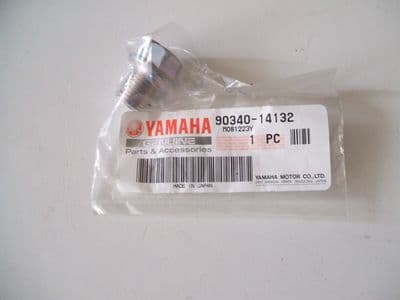 YAMAHA
GENUINE
Parts & Accessories
90340-14132
M081223Y
1 PC
MADE IN JAPAN
YAMAHA MOTOR CO.,LTD.